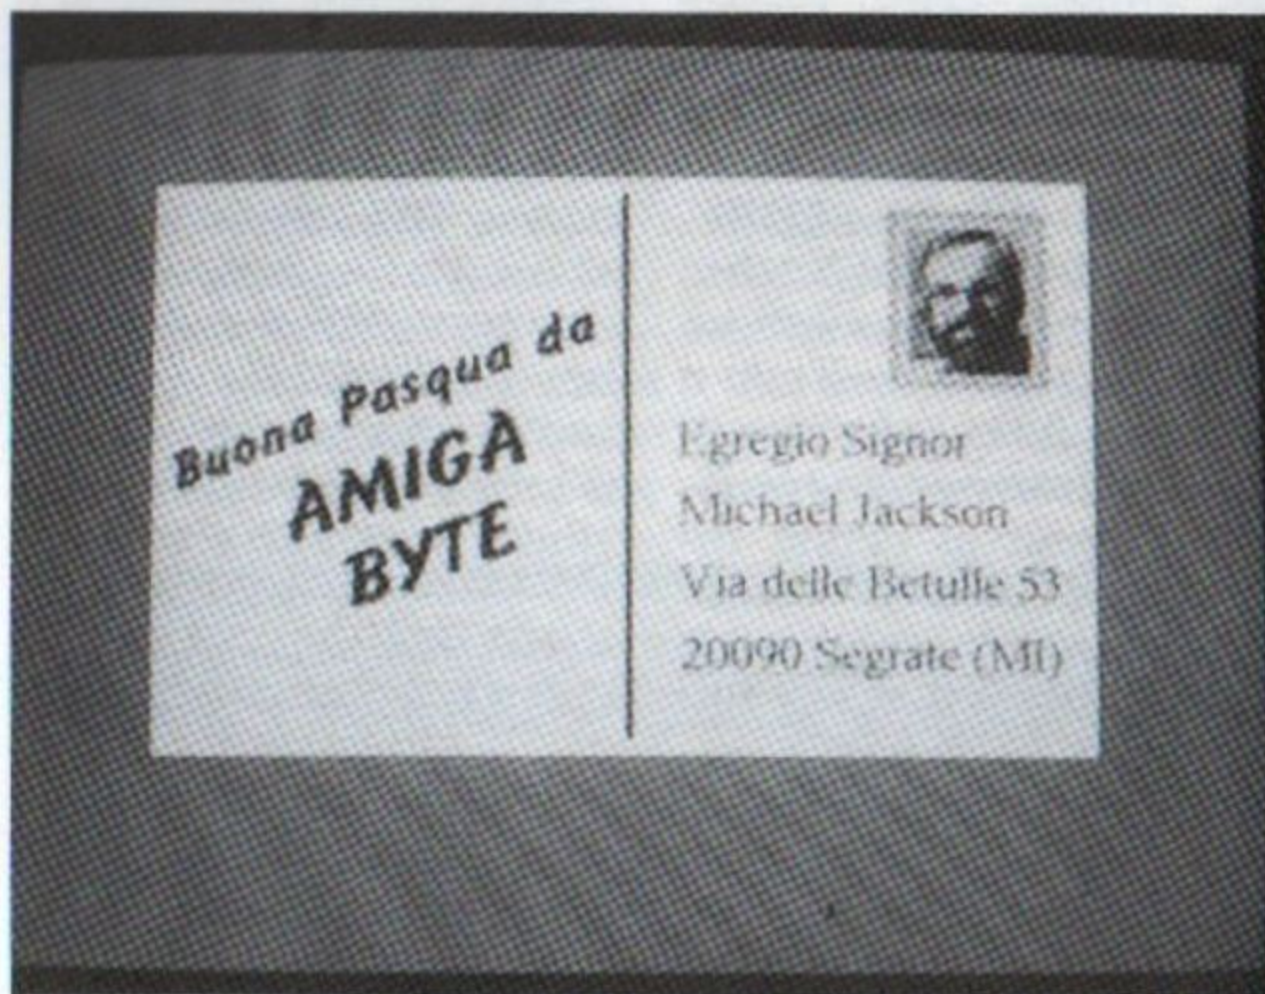 Buona Pasqua da
AMIGA
BYTE
Egregio Signor
Michael Jackson
Via delle Betulle 53
20090 Segrate (MI)